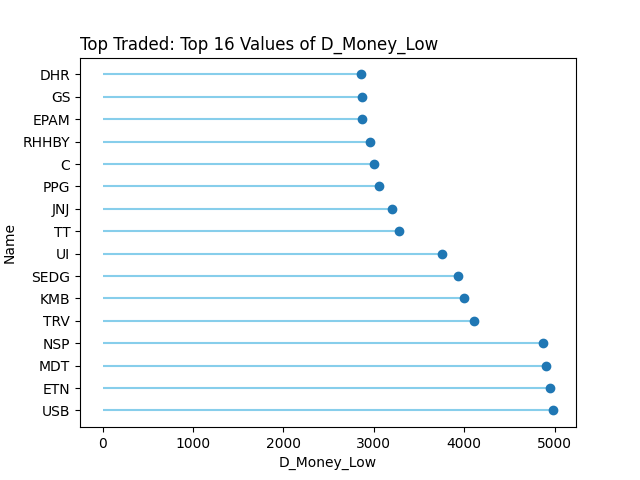 Top Traded: Top 16 Values of D_Money_Low
DHR
GS
EPAM
RHHBY
C
PPG
JNJ
TT
UI
SEDG
KMB
TRV
NSP
MDT
ETN
USB
Name
0 1000 2000 3000 4000 5000
D_Money_Low